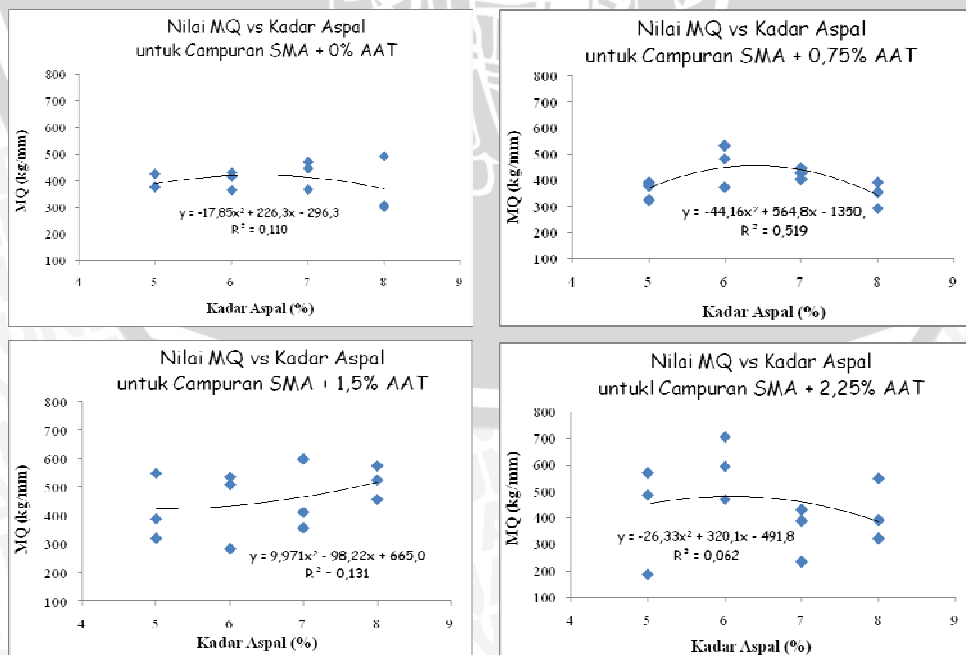 Nilai MQ vs Kadar Aspal
untuk Campuran SMA + 0% AAT
MQ (kg/mm)
800
700
600
500
400
300
200
100
y = -17,85x² + 226,3x - 296,3
R² = 0,110
4 5 6 7 8 9
Kadar Aspal (%)
Nilai MQ vs Kadar Aspal
untuk Campuran SMA + 0,75% AAT
MQ (kg/mm)
800
700
600
500
400
300
200
100
y = -44,16x² + 564,8x - 1350,
R² = 0,519
4 5 6 7 8 9
Kadar Aspal (%)
Nilai MQ vs Kadar Aspal
untuk Campuran SMA + 1,5% AAT
MQ (kg/mm)
800
700
600
500
400
300
200
100
y = 9,971x² - 98,22x + 665,0
R² = 0,131
4 5 6 7 8 9
Kadar Aspal (%)
Nilai MQ vs Kadar Aspal
untukl Campuran SMA + 2,25% AAT
MQ (kg/mm)
800
700
600
500
400
300
200
100
y = -26,33x² + 320,1x - 491,8
R² = 0,062
4 5 6 7 8 9
Kadar Aspal (%)